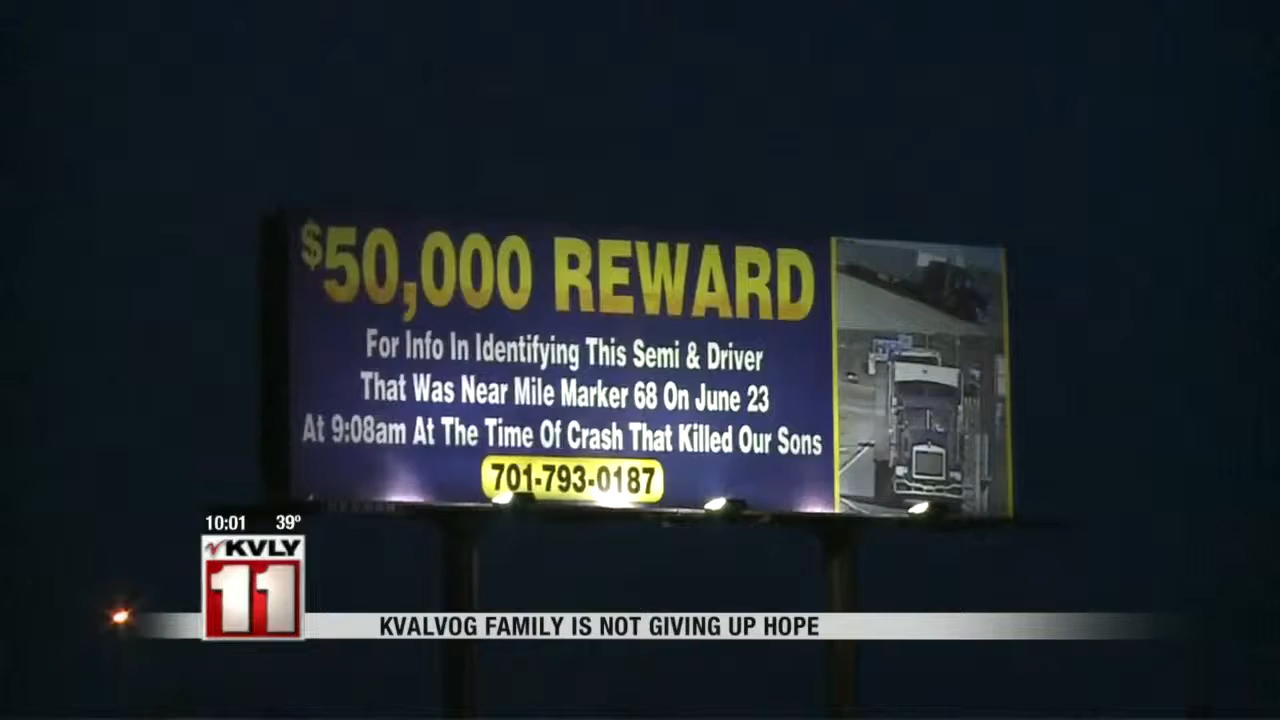 $50,000 REWARD
For Info In Identifying This Semi & Driver
That Was Near Mile Marker 68 On June 23
At 9:08am At The Time Of Crash That Killed Our Sons
701-793-0187
10:01 39º
KVLY
11
KVALVOG FAMILY IS NOT GIVING UP HOPE